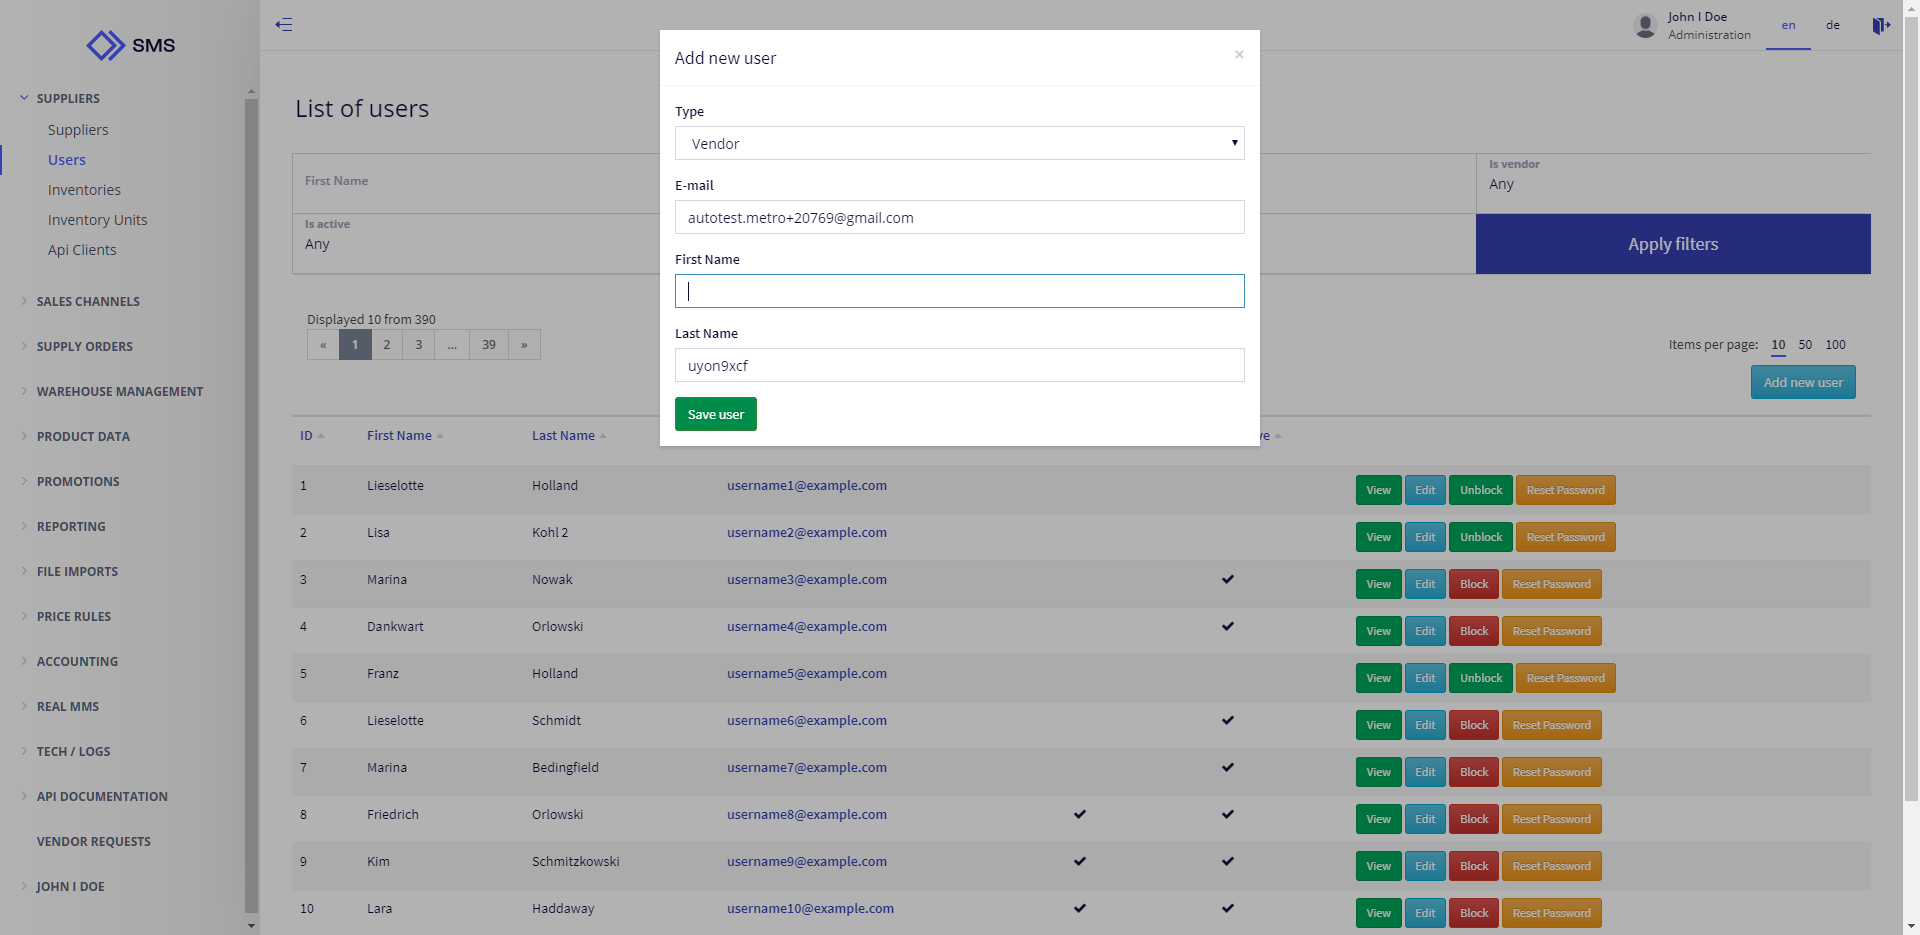 SMS
SUPPLIERS
Suppliers
Users
Inventories
Inventory Units
Api Clients
SALES CHANNELS
SUPPLY ORDERS
WAREHOUSE MANAGEMENT
PRODUCT DATA
PROMOTIONS
REPORTING
FILE IMPORTS
PRICE RULES
ACCOUNTING
REAL MMS
TECH / LOGS
API DOCUMENTATION
VENDOR REQUESTS
JOHN I DOE
John I Doe
Administration
en
de
List of users
First Name
Is vendor
Any
Is active
Any
Apply filters
Add new user
×
Type
Vendor
E-mail
autotest.metro+20769@gmail.com
First Name
Last Name
uyon9xcf
Save user
Displayed 10 from 390
« 1 2 3 ... 39 »
Items per page: 10 50 100
Add new user
ID First Name Last Name ve
1 Lieselotte Holland username1@example.com View Edit Unblock Reset Password
2 Lisa Kohl 2 username2@example.com View Edit Unblock Reset Password
3 Marina Nowak username3@example.com View Edit Block Reset Password
4 Dankwart Orlowski username4@example.com View Edit Block Reset Password
5 Franz Holland username5@example.com View Edit Unblock Reset Password
6 Lieselotte Schmidt username6@example.com View Edit Block Reset Password
7 Marina Bedingfield username7@example.com View Edit Block Reset Password
8 Friedrich Orlowski username8@example.com View Edit Block Reset Password
9 Kim Schmitzkowski username9@example.com View Edit Block Reset Password
10 Lara Haddaway username10@example.com View Edit Block Reset Password